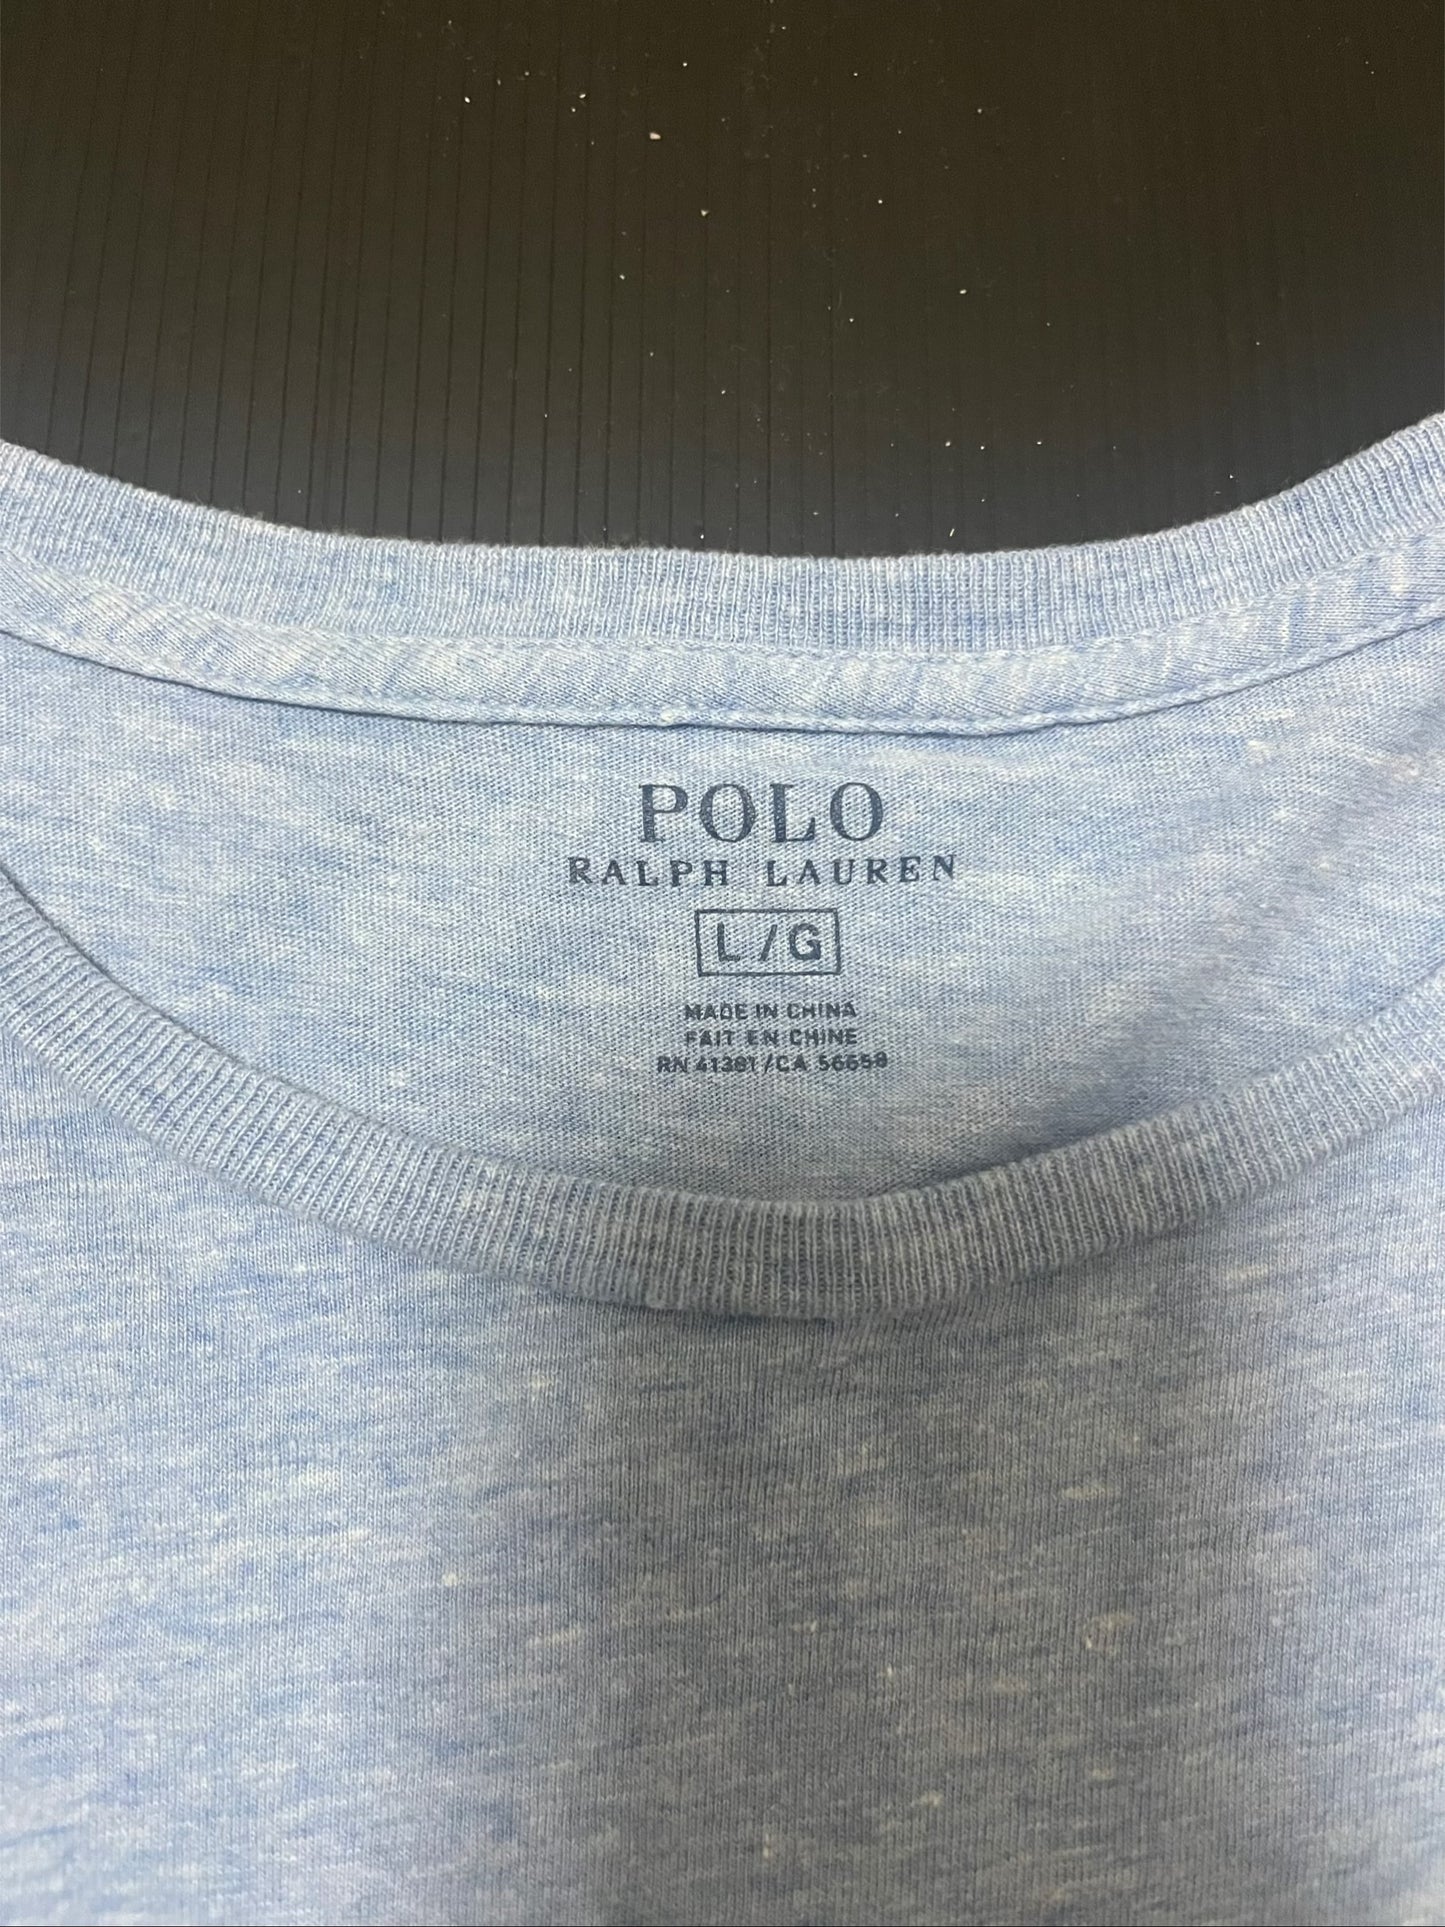 POLO
RALPH LAUREN
L/G
MADE IN CHINA
FAIT EN CHINE
RN 41381/CA 56658